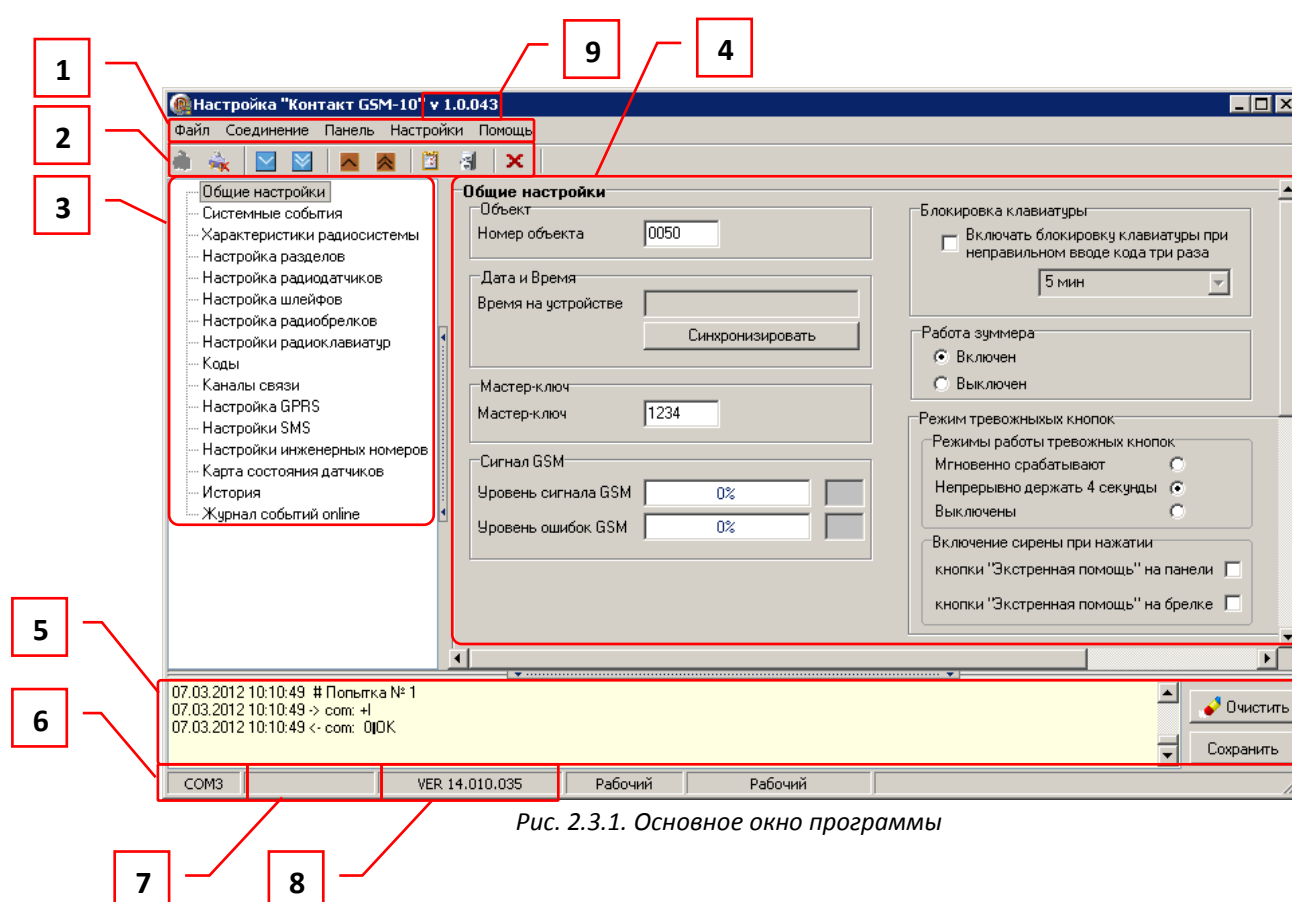 9
4
1
Настройка "Контакт GSM-10" v 1.0.043
Файл Соединение Панель Настройки Помощь
2
3
Общие настройки
Системные события
Характеристики радиосистемы
Настройка разделов
Настройка радиодатчиков
Настройка шлейфов
Настройка радиобрелков
Настройки радиоклавиатур
Коды
Каналы связи
Настройка GPRS
Настройки SMS
Настройки инженерных номеров
Карта состояния датчиков
История
Журнал событий online
Общие настройки
Объект
Номер объекта 0050
Дата и Время
Время на устройстве
Синхронизировать
Мастер-ключ
Мастер-ключ 1234
Сигнал GSM
Уровень сигнала GSM 0%
Уровень ошибок GSM 0%
Блокировка клавиатуры
Включать блокировку клавиатуры при
неправильном вводе кода три раза
5 мин
Работа зуммера
Включен
Выключен
Режим тревожныхых кнопок
Режимы работы тревожных кнопок
Мгновенно срабатывают
Непрерывно держать 4 секунды
Выключены
Включение сирены при нажатии
кнопки "Экстренная помощь" на панели
кнопки "Экстренная помощь" на брелке
5
07.03.2012 10:10:49 # Попытка № 1
07.03.2012 10:10:49 -> com: +I
07.03.2012 10:10:49 <- com: 0|OK
Очистить
Сохранить
6
COM3 VER 14.010.035 Рабочий Рабочий
Рис. 2.3.1. Основное окно программы
7
8